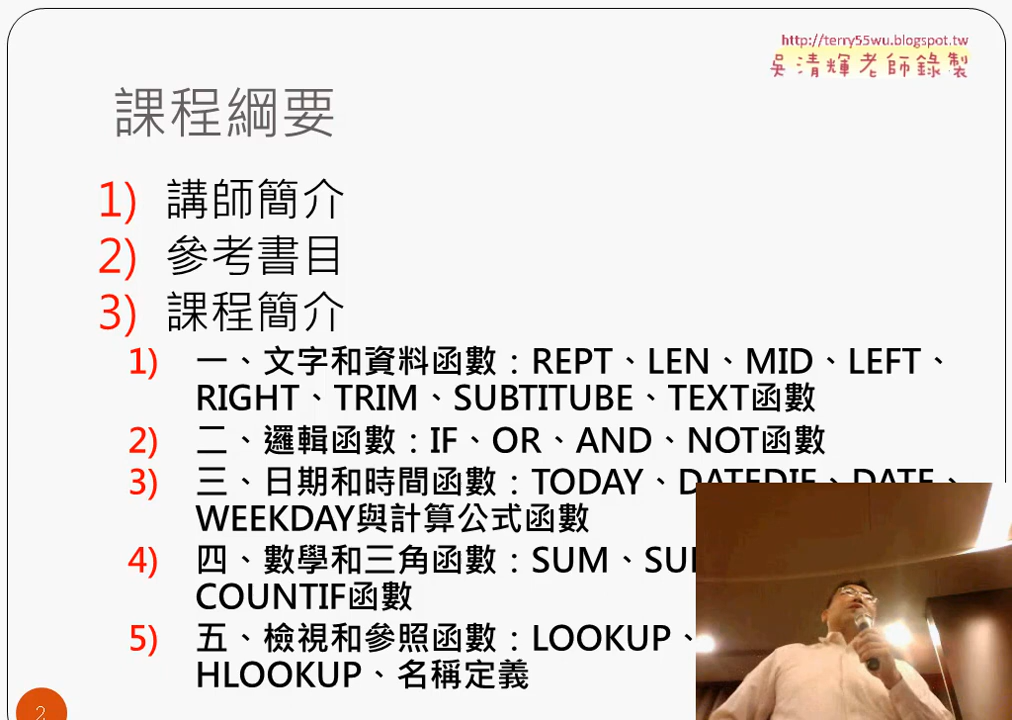 http://terry55wu.blogspot.tw
吳清輝老師錄製
課程綱要
1) 講師簡介
2) 參考書目
3) 課程簡介
1) 一、文字和資料函數：REPT、LEN、MID、LEFT、
RIGHT、TRIM、SUBTITUBE、TEXT函數
2) 二、邏輯函數：IF、OR、AND、NOT函數
3) 三、日期和時間函數：TODAY、DATEDIF、DATE、
WEEKDAY與計算公式函數
4) 四、數學和三角函數：SUM、
COUNTIF函數
5) 五、檢視和參照函數：LOOKUP、
HLOOKUP、名稱定義
2